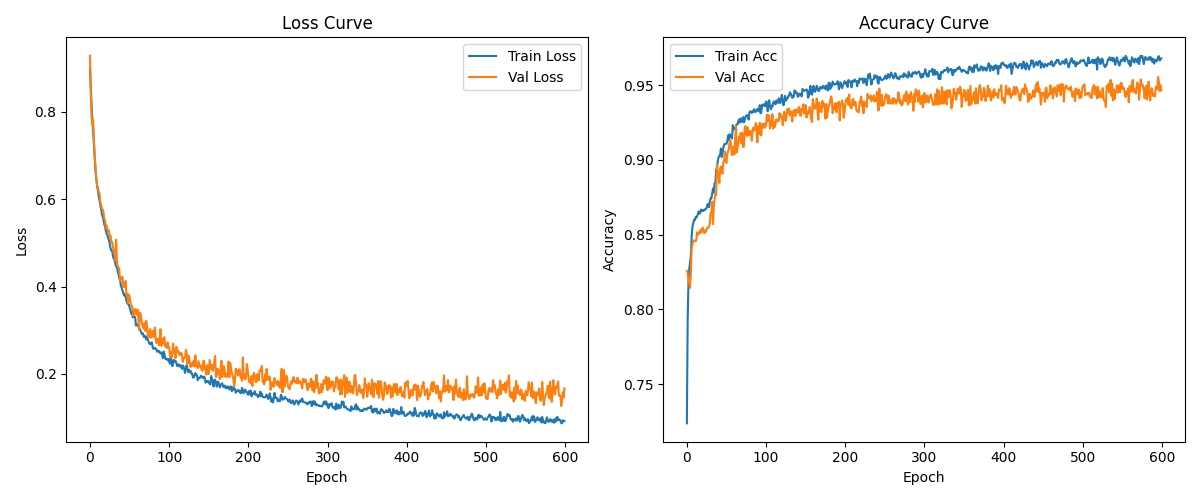 Loss Curve
Train Loss
Val Loss
0.8
0.6
0.4
0.2
Loss
0 100 200 300 400 500 600
Epoch
Accuracy Curve
Train Acc
Val Acc
0.95
0.90
0.85
0.80
0.75
Accuracy
0 100 200 300 400 500 600
Epoch